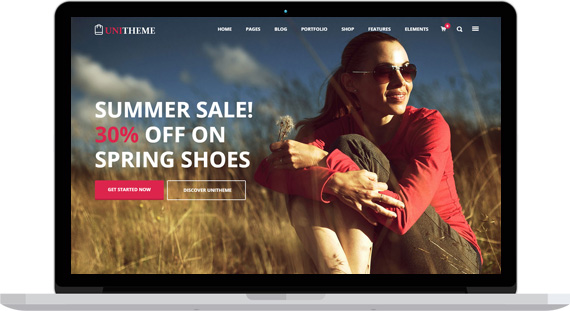 UNITHEME
HOME PAGES BLOG PORTFOLIO SHOP FEATURES ELEMENTS
SUMMER SALE!
30% OFF ON
SPRING SHOES
GET STARTED NOW
DISCOVER UNITHEME